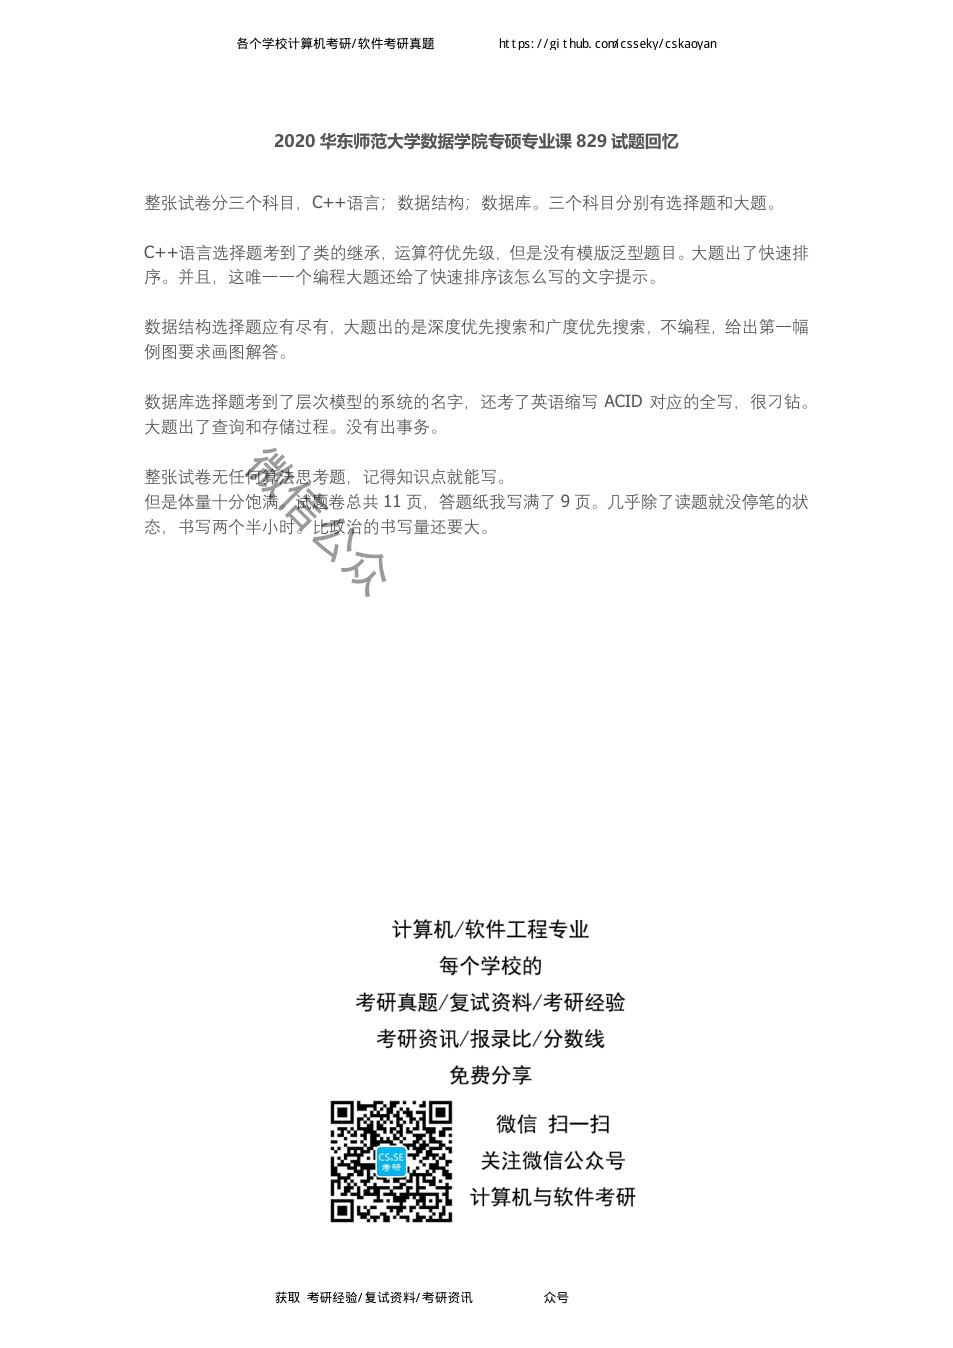 各个学校计算机考研/软件考研真题 https://github.com/csseky/cskaoyan
2020 华东师范大学数据学院专硕专业课 829 试题回忆
整张试卷分三个科目，C++语言；数据结构；数据库。三个科目分别有选择题和大题。
C++语言选择题考到了类的继承，运算符优先级，但是没有模版泛型题目。大题出了快速排
序。并且，这唯一一个编程大题还给了快速排序该怎么写的文字提示。
数据结构选择题应有尽有，大题出的是深度优先搜索和广度优先搜索，不编程，给出第一幅
例图要求画图解答。
数据库选择题考到了层次模型的系统的名字，还考了英语缩写 ACID 对应的全写，很刁钻。
大题出了查询和存储过程。没有出事务。
整张试卷无任何算法思考题，记得知识点就能写。
但是体量十分饱满。试题卷总共 11 页，答题纸我写满了 9 页。几乎除了读题就没停笔的状
态，书写两个半小时。比政治的书写量还要大。
微信公众
计算机/软件工程专业
每个学校的
考研真题/复试资料/考研经验
考研资讯/报录比/分数线
免费分享
CS&SE
考研
微信 扫一扫
关注微信公众号
计算机与软件考研
获取 考研经验/复试资料/考研资讯 众号